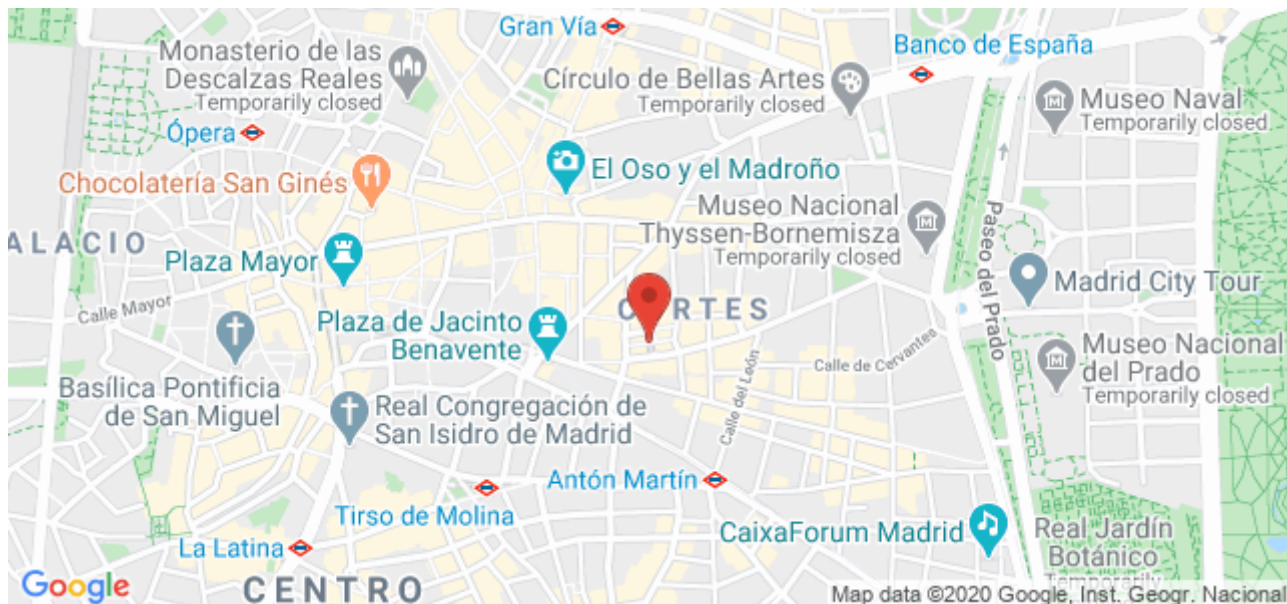 Gran Vía
Banco de España
Monasterio de las
Descalzas Reales
Temporarily closed
Círculo de Bellas Artes
Temporarily closed
Museo Naval
Temporarily closed
Ópera
Chocolatería San Ginés
El Oso y el Madroño
Museo Nacional
Thyssen-Bornemisza
Temporarily closed
Paseo del Prado
ALACIO
Plaza Mayor
Calle Mayor
Madrid City Tour
Plaza de Jacinto
Benavente
Calle de Cervantes
Museo Nacional
del Prado
Temporarily closed
Basílica Pontificia
de San Miguel
Real Congregación de
San Isidro de Madrid
Calle del León
Antón Martín
Tirso de Molina
CaixaForum Madrid
Real Jardín
Botánico
Temporarily
La Latina
CENTRO
Google
Map data ©2020 Google, Inst. Geogr. Nacional